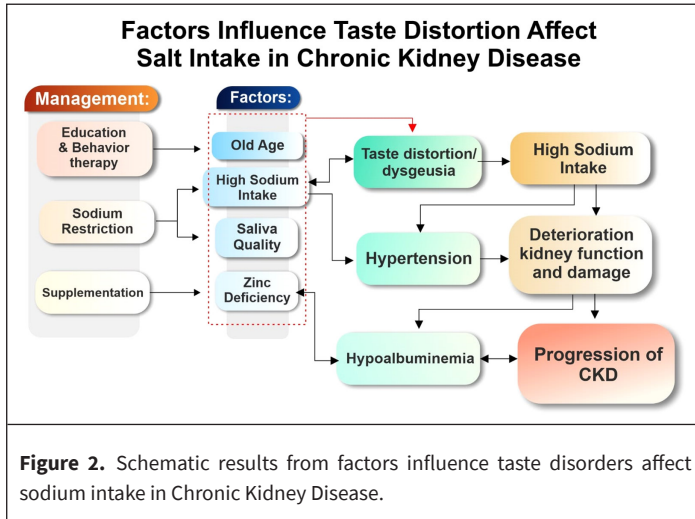 Factors Influence Taste Distortion Affect
Salt Intake in Chronic Kidney Disease
Management:
Factors:
Education
& Behavior
therapy
Old Age
Taste distortion/
dysgeusia
High Sodium
Intake
High Sodium
Intake
Sodium
Restriction
Saliva
Quality
Hypertension
Deterioration
kidney function
and damage
Supplementation
Zinc
Deficiency
Hypoalbuminemia
Progression of
CKD
Figure 2. Schematic results from factors influence taste disorders affect
sodium intake in Chronic Kidney Disease.